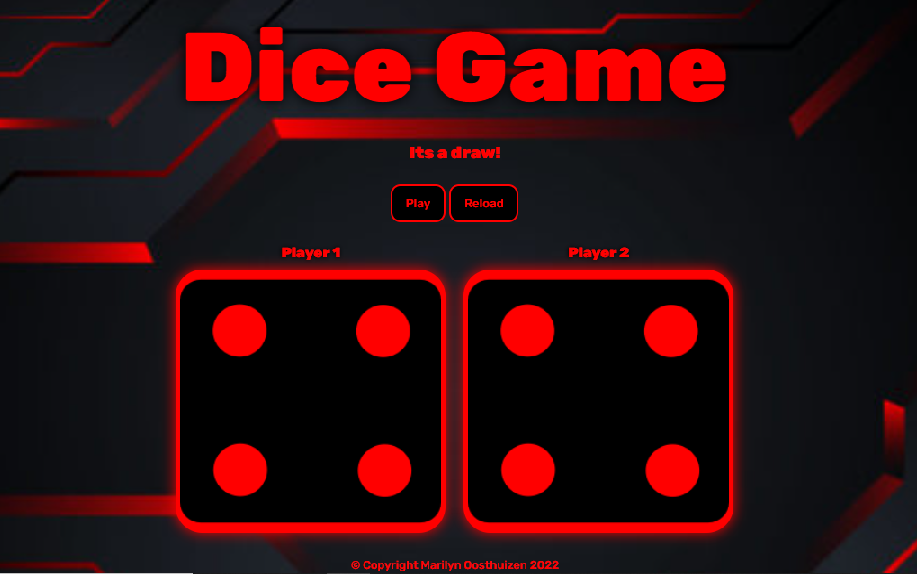 Dice Game
Its a draw!
Play Reload
Player 1 Player 2
© Copyright Marilyn Oosthuizen 2022